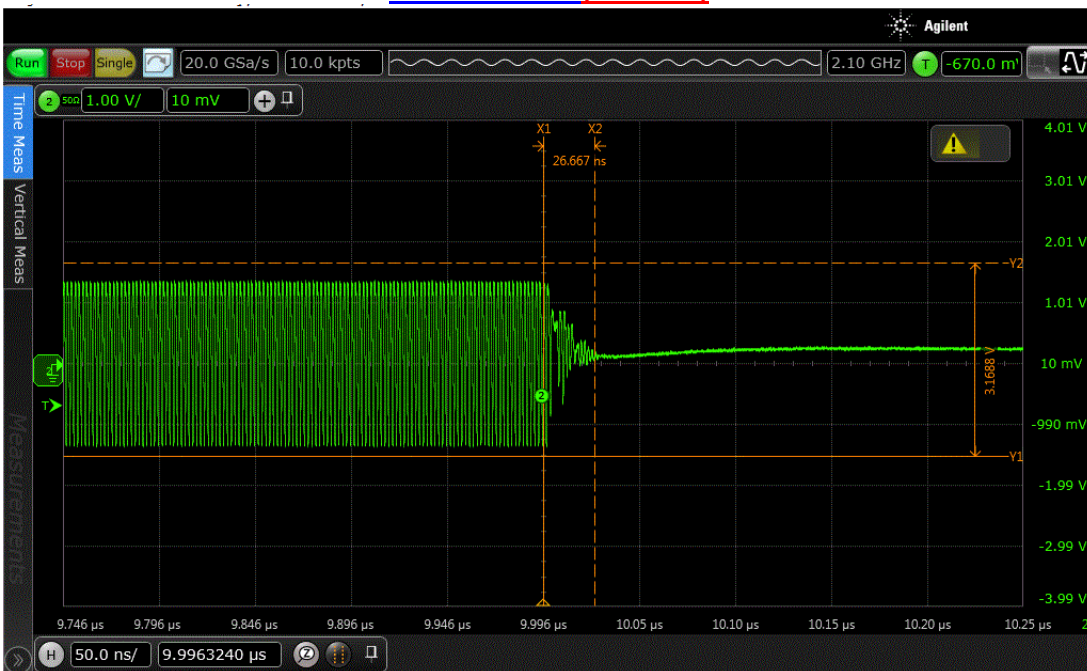 Agilent
Run Stop Single 20.0 GSa/s 10.0 kpts 2.10 GHz T -670.0 m
2 50Ω 1.00 V/ 10 mV +
Time Meas
Vertical Meas
Measurements
X1 X2
26.667 ns
4.01 V
3.01 V
2.01 V
Y2
1.01 V
10 mV
3.1688 V
2
T
2
-990 mV
Y1
-1.99 V
-2.99 V
-3.99 V
9.746 µs 9.796 µs 9.846 µs 9.896 µs 9.946 µs 9.996 µs 10.05 µs 10.10 µs 10.15 µs 10.20 µs 10.25 µs 2
H 50.0 ns/ 9.9963240 µs Z